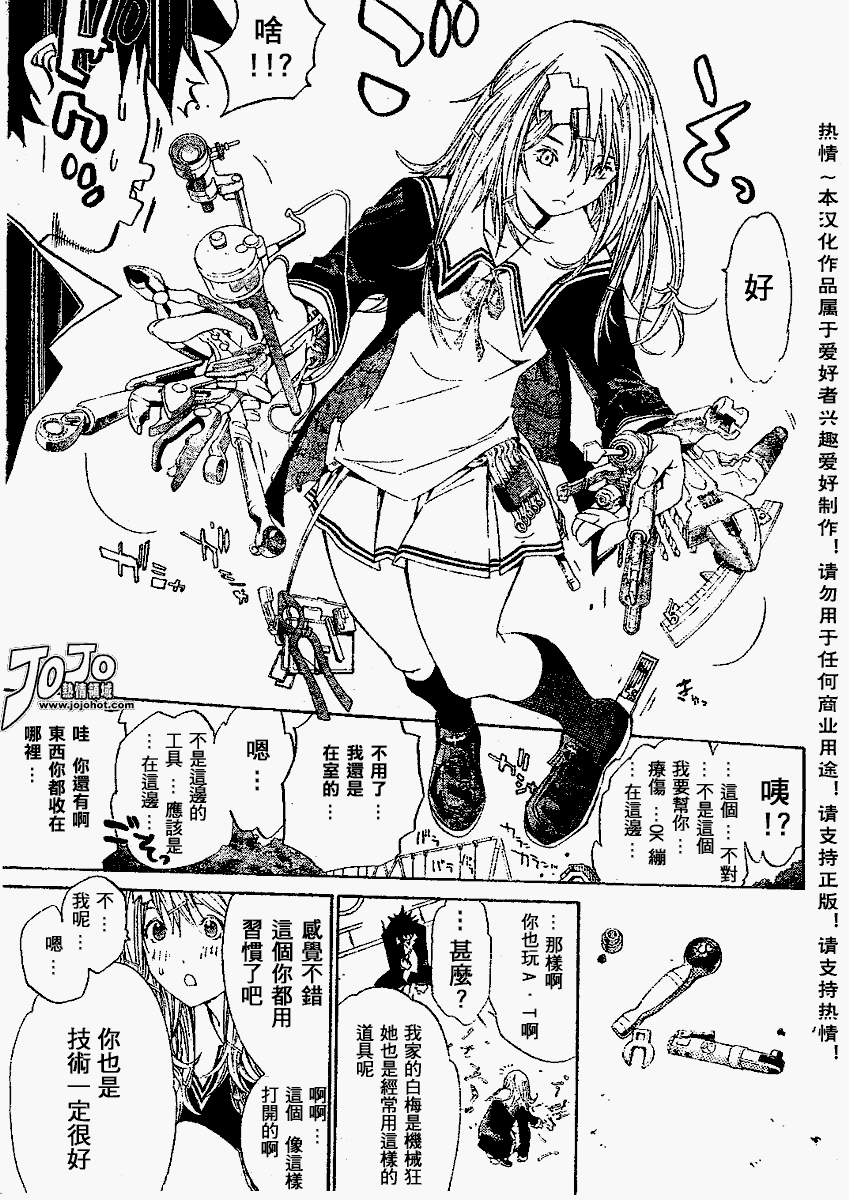 啥
!!?
好
咦
!?
…這個…不對
…不是這個
我要幫你…
療傷…OK繃
…在這邊…
不用了…
我還是
在室的…
嗯…
不是這邊的
工具…應該是
…在這邊…
哇 你還有啊
東西你都收在
哪裡…
…那樣啊
你也玩A．T啊
…甚麼?
我家的白梅是機械狂
她也是經常用這樣的
道具呢
感覺不錯
這個你都用
習慣了吧
啊啊…
這個 像這樣
打開的啊
不…
我呢…
嗯…
你也是
技術一定很好
JOJO
熱情領域
www.jojohot.com
热情~本汉化作品属于爱好者兴趣爱好制作!请勿用于任何商业用途!请支持正版!请支持热情!